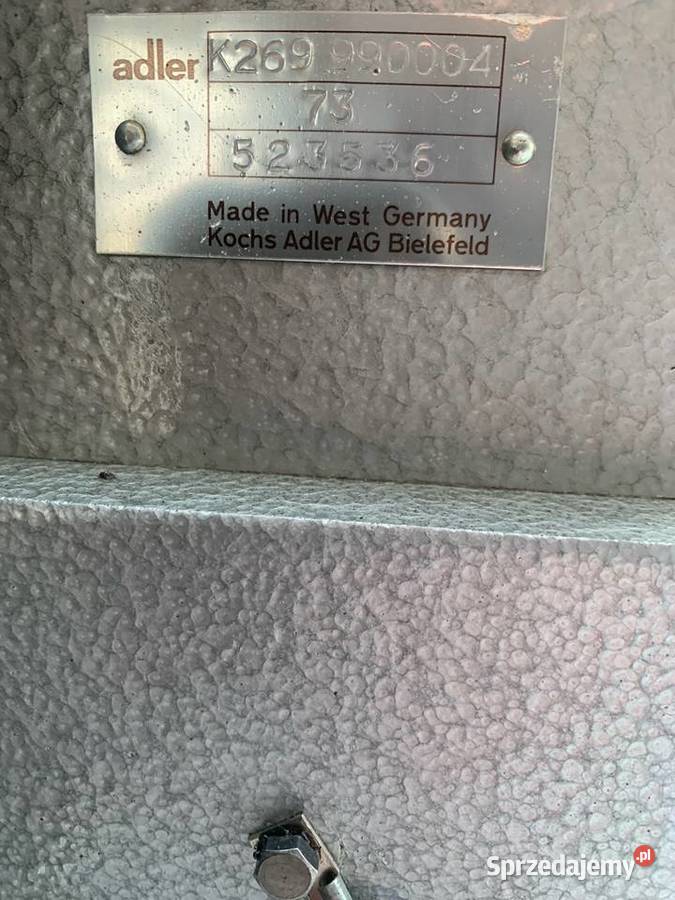 adler K269 990004
73
523536
Made in West Germany
Kochs Adler AG Bielefeld
Sprzedajemy.pl